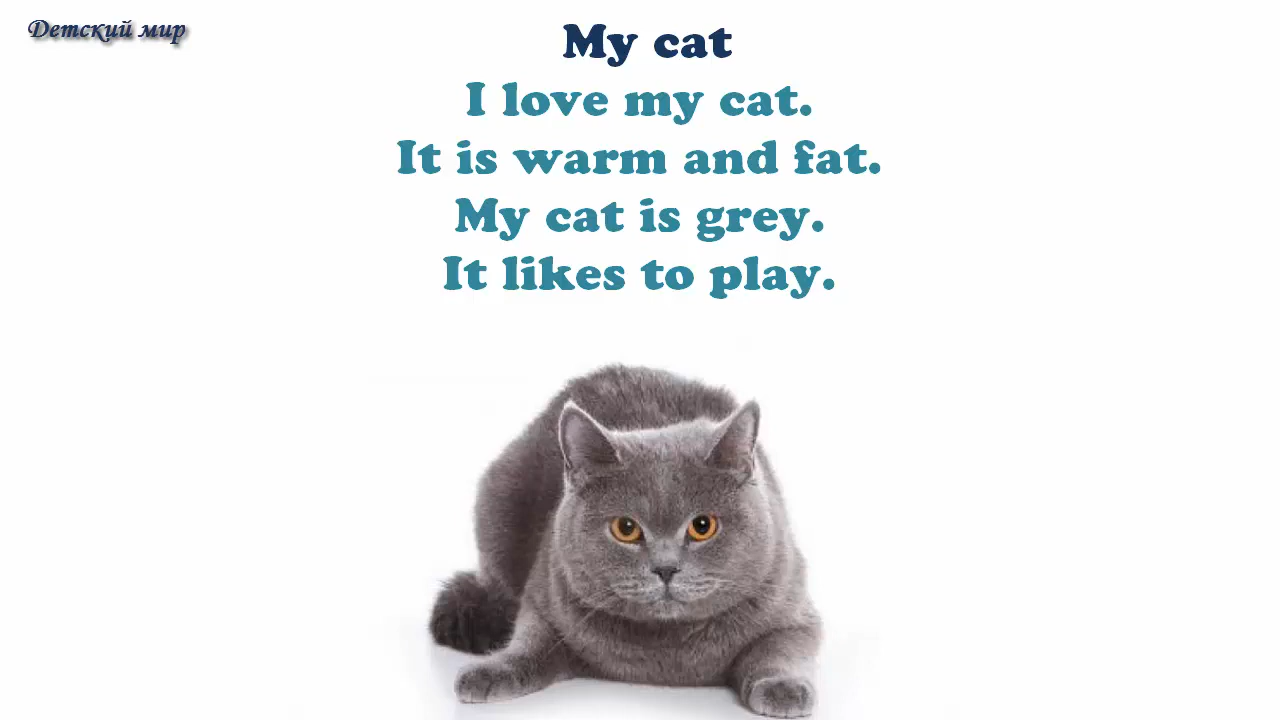 Детский мир
My cat
I love my cat.
It is warm and fat.
My cat is grey.
It likes to play.